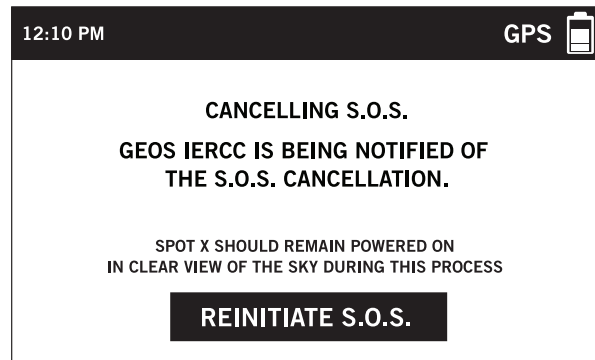 12:10 PM GPS
CANCELLING S.O.S.
GEOS IERCC IS BEING NOTIFIED OF
THE S.O.S. CANCELLATION.
SPOT X SHOULD REMAIN POWERED ON
IN CLEAR VIEW OF THE SKY DURING THIS PROCESS
REINITIATE S.O.S.